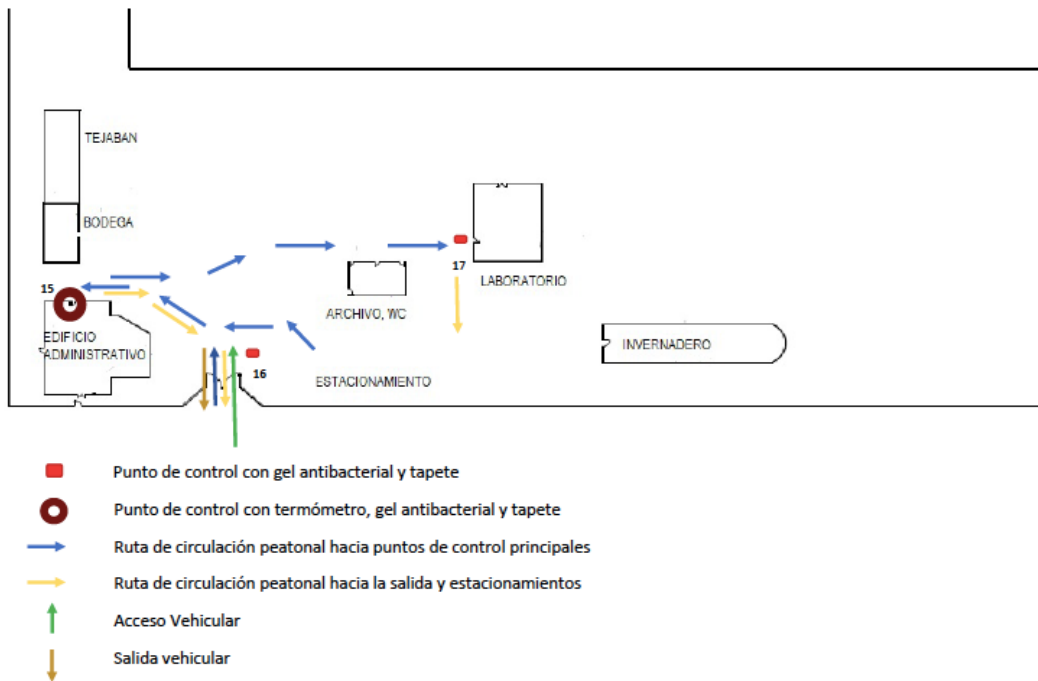 TEJABAN
BODEGA
17
LABORATORIO
15
ARCHIVO, WC
EDIFICIO
ADMINISTRATIVO
INVERNADERO
16
ESTACIONAMIENTO
Punto de control con gel antibacterial y tapete
Punto de control con termómetro, gel antibacterial y tapete
Ruta de circulación peatonal hacia puntos de control principales
Ruta de circulación peatonal hacia la salida y estacionamientos
Acceso Vehicular
Salida vehicular